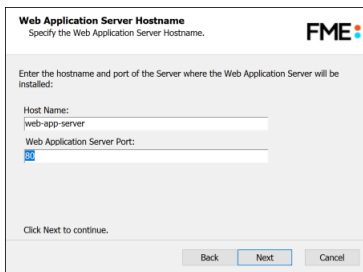 Web Application Server Hostname
Specify the Web Application Server Hostname.
FME
Enter the hostname and port of the Server where the Web Application Server will be
installed:
Host Name:
web-app-server
Web Application Server Port:
80
Click Next to continue.
Back Next Cancel